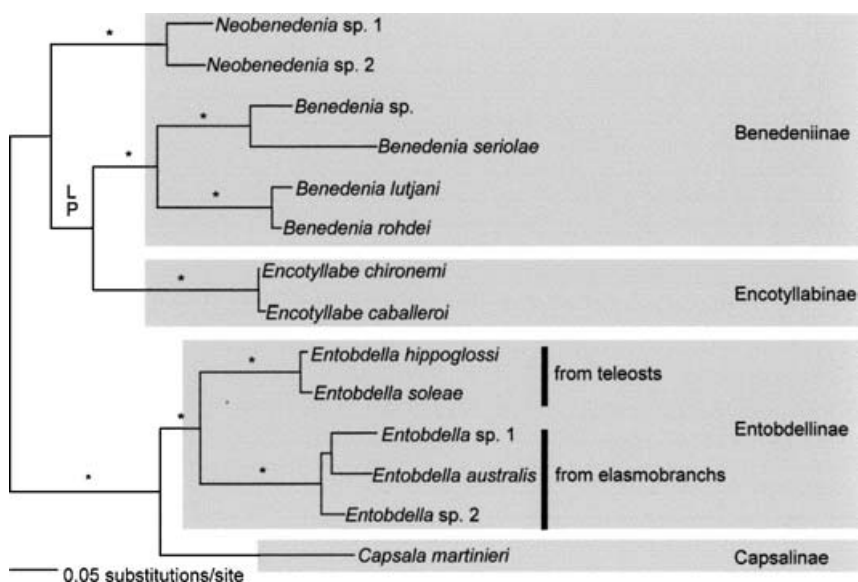 *
Neobenedenia sp. 1
Neobenedenia sp. 2
*
Benedenia sp.
*
Benedenia seriolae
Benedeniinae
L
P
*
Benedenia lutjani
Benedenia rohdei
*
Encotyllabe chironemi
Encotyllabe caballeroi
Encotyllabinae
*
Entobdella hippoglossi
Entobdella soleae
from teleosts
*
Entobdellinae
Entobdella sp. 1
*
Entobdella australis
from elasmobranchs
Entobdella sp. 2
*
Capsala martinieri
Capsalinae
0.05 substitutions/site